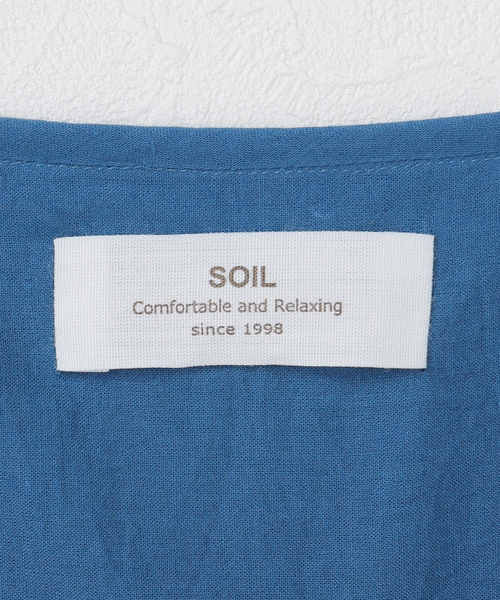 SOIL
Comfortable and Relaxing
since 1998